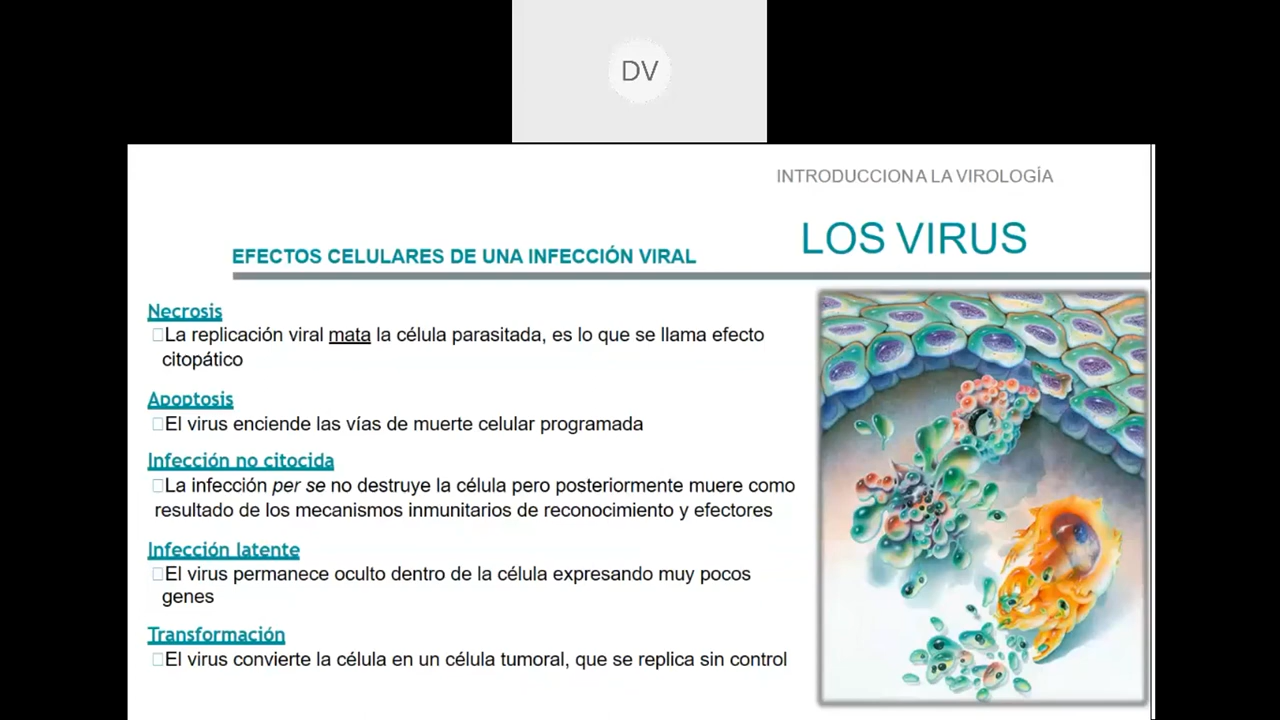 DV
INTRODUCCION A LA VIROLOGÍA
LOS VIRUS
EFECTOS CELULARES DE UNA INFECCIÓN VIRAL
Necrosis
La replicación viral mata la célula parasitada, es lo que se llama efecto
citopático
Apoptosis
El virus enciende las vías de muerte celular programada
Infección no citocida
La infección per se no destruye la célula pero posteriormente muere como
resultado de los mecanismos inmunitarios de reconocimiento y efectores
Infección latente
El virus permanece oculto dentro de la célula expresando muy pocos
genes
Transformación
El virus convierte la célula en un célula tumoral, que se replica sin control